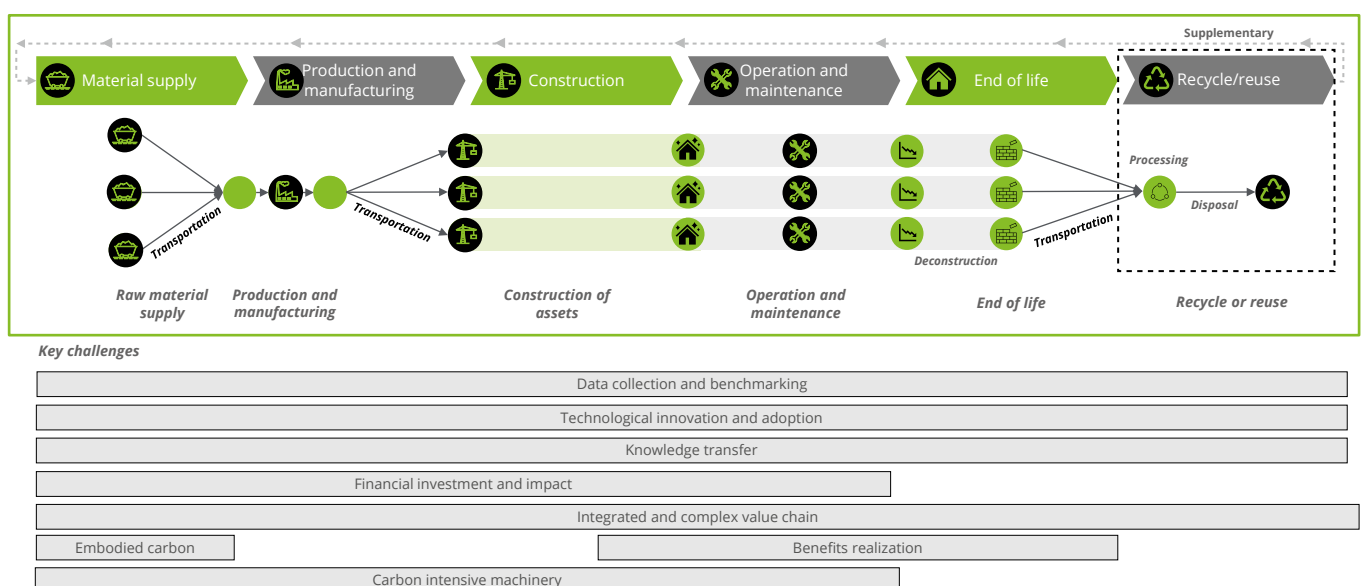 Supplementary
Material supply
Production and
manufacturing
Construction
Operation and
maintenance
End of life
Recycle/reuse
Processing
Transportation
Transportation
Disposal
Transportation
Deconstruction
Raw material
supply
Production and
manufacturing
Construction of
assets
Operation and
maintenance
End of life
Recycle or reuse
Key challenges
Data collection and benchmarking
Technological innovation and adoption
Knowledge transfer
Financial investment and impact
Integrated and complex value chain
Embodied carbon
Benefits realization
Carbon intensive machinery